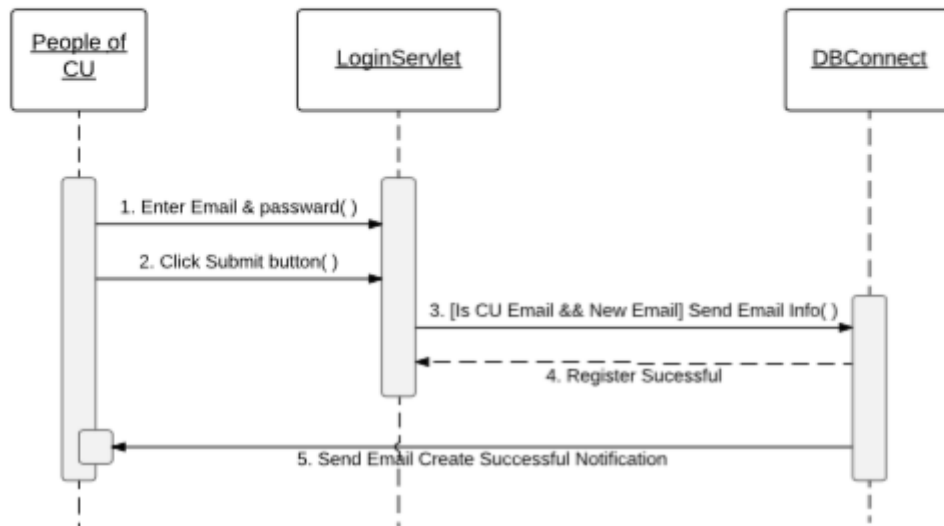 People of
CU
LoginServlet
DBConnect
1. Enter Email & passward( )
2. Click Submit button( )
3. [Is CU Email && New Email] Send Email Info( )
4. Register Sucessful
5. Send Email Create Successful Notification